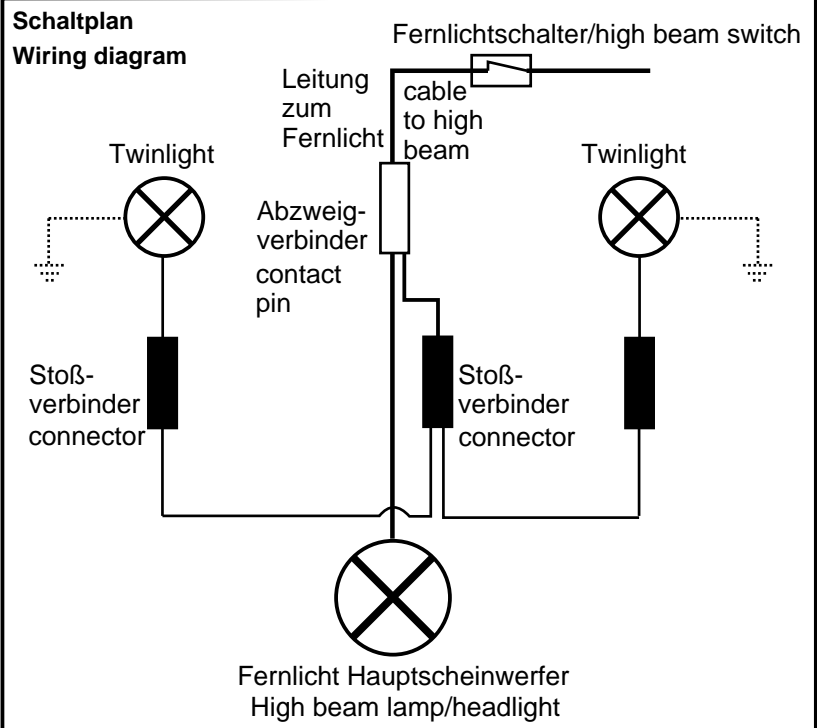 Schaltplan
Wiring diagram
Fernlichtschalter/high beam switch
Leitung
zum
Fernlicht
cable
to high
beam
Twinlight
Twinlight
Abzweig-
verbinder
contact
pin
Stoß-
verbinder
connector
Stoß-
verbinder
connector
Fernlicht Hauptscheinwerfer
High beam lamp/headlight